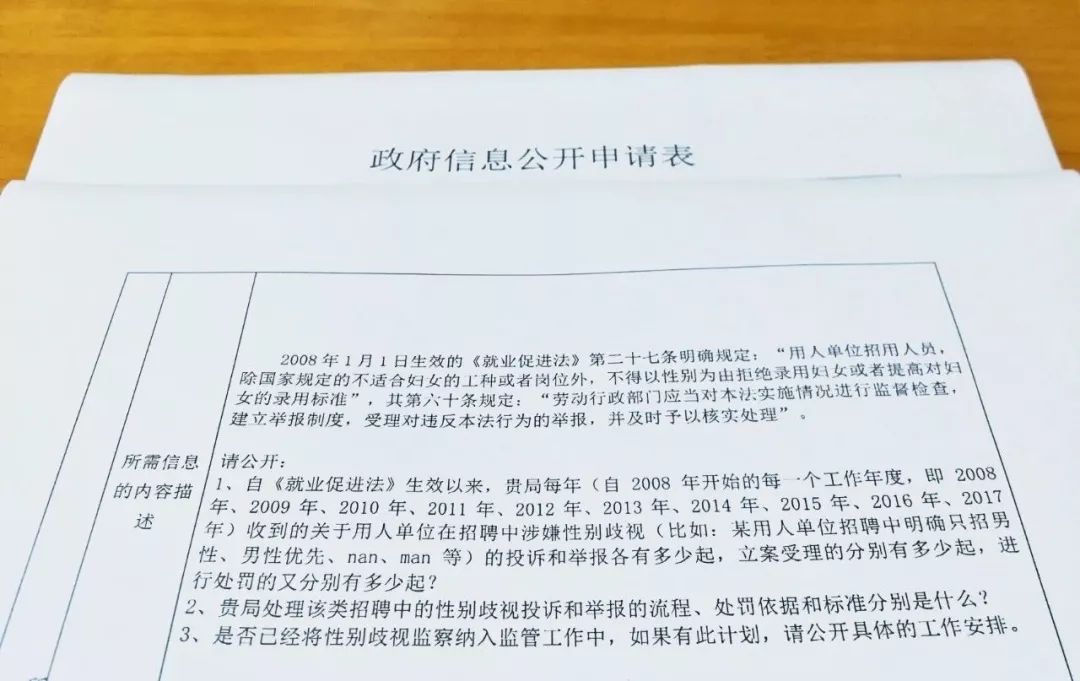 政府信息公开申请表
2008 年 1 月 1 日生效的《就业促进法》第二十七条明确规定：“用人单位招用人员，
除国家规定的不适合妇女的工种或者岗位外，不得以性别为由拒绝录用妇女或者提高对妇
女的录用标准”，其第六十条规定：“劳动行政部门应当对本法实施情况进行监督检查，
建立举报制度，受理对违反本法行为的举报，并及时予以核实处理”。
所需信息
的内容描
述
请公开：
1、自《就业促进法》生效以来，贵局每年（自 2008 年开始的每一个工作年度，即 2008
年、2009 年、2010 年、2011 年、2012 年、2013 年、2014 年、2015 年、2016 年、2017
年）收到的关于用人单位在招聘中涉嫌性别歧视（比如：某用人单位招聘中明确只招男
性、男性优先、nan、man 等）的投诉和举报各有多少起，立案受理的分别有多少起，进
行处罚的又分别有多少起？
2、贵局处理该类招聘中的性别歧视投诉和举报的流程、处罚依据和标准分别是什么？
3、是否已经将性别歧视监察纳入监管工作中，如果有此计划，请公开具体的工作安排。